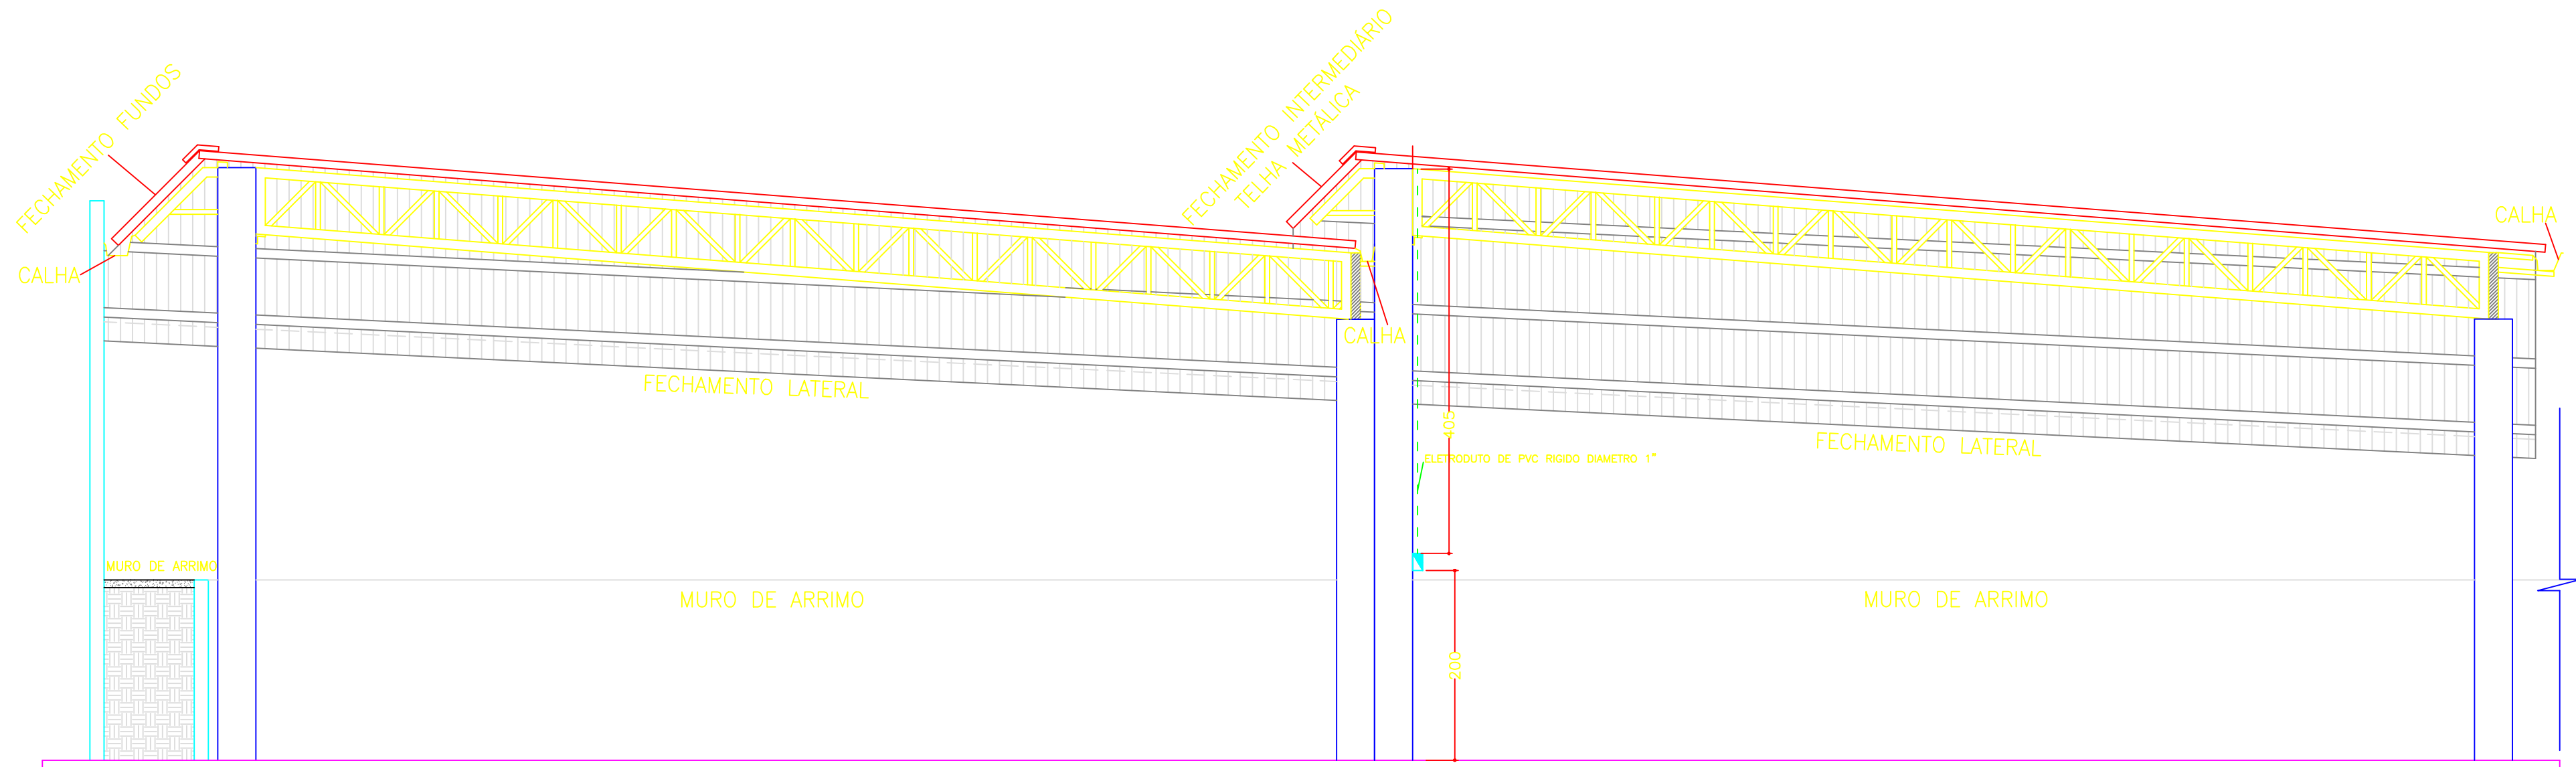 FECHAMENTO FUNDOS
FECHAMENTO INTERMEDIÁRIO
TELHA METÁLICA
CALHA
CALHA
CALHA
FECHAMENTO LATERAL
FECHAMENTO LATERAL
405
ELETRODUTO DE PVC RIGIDO DIAMETRO 1"
MURO DE ARRIMO
MURO DE ARRIMO
MURO DE ARRIMO
200